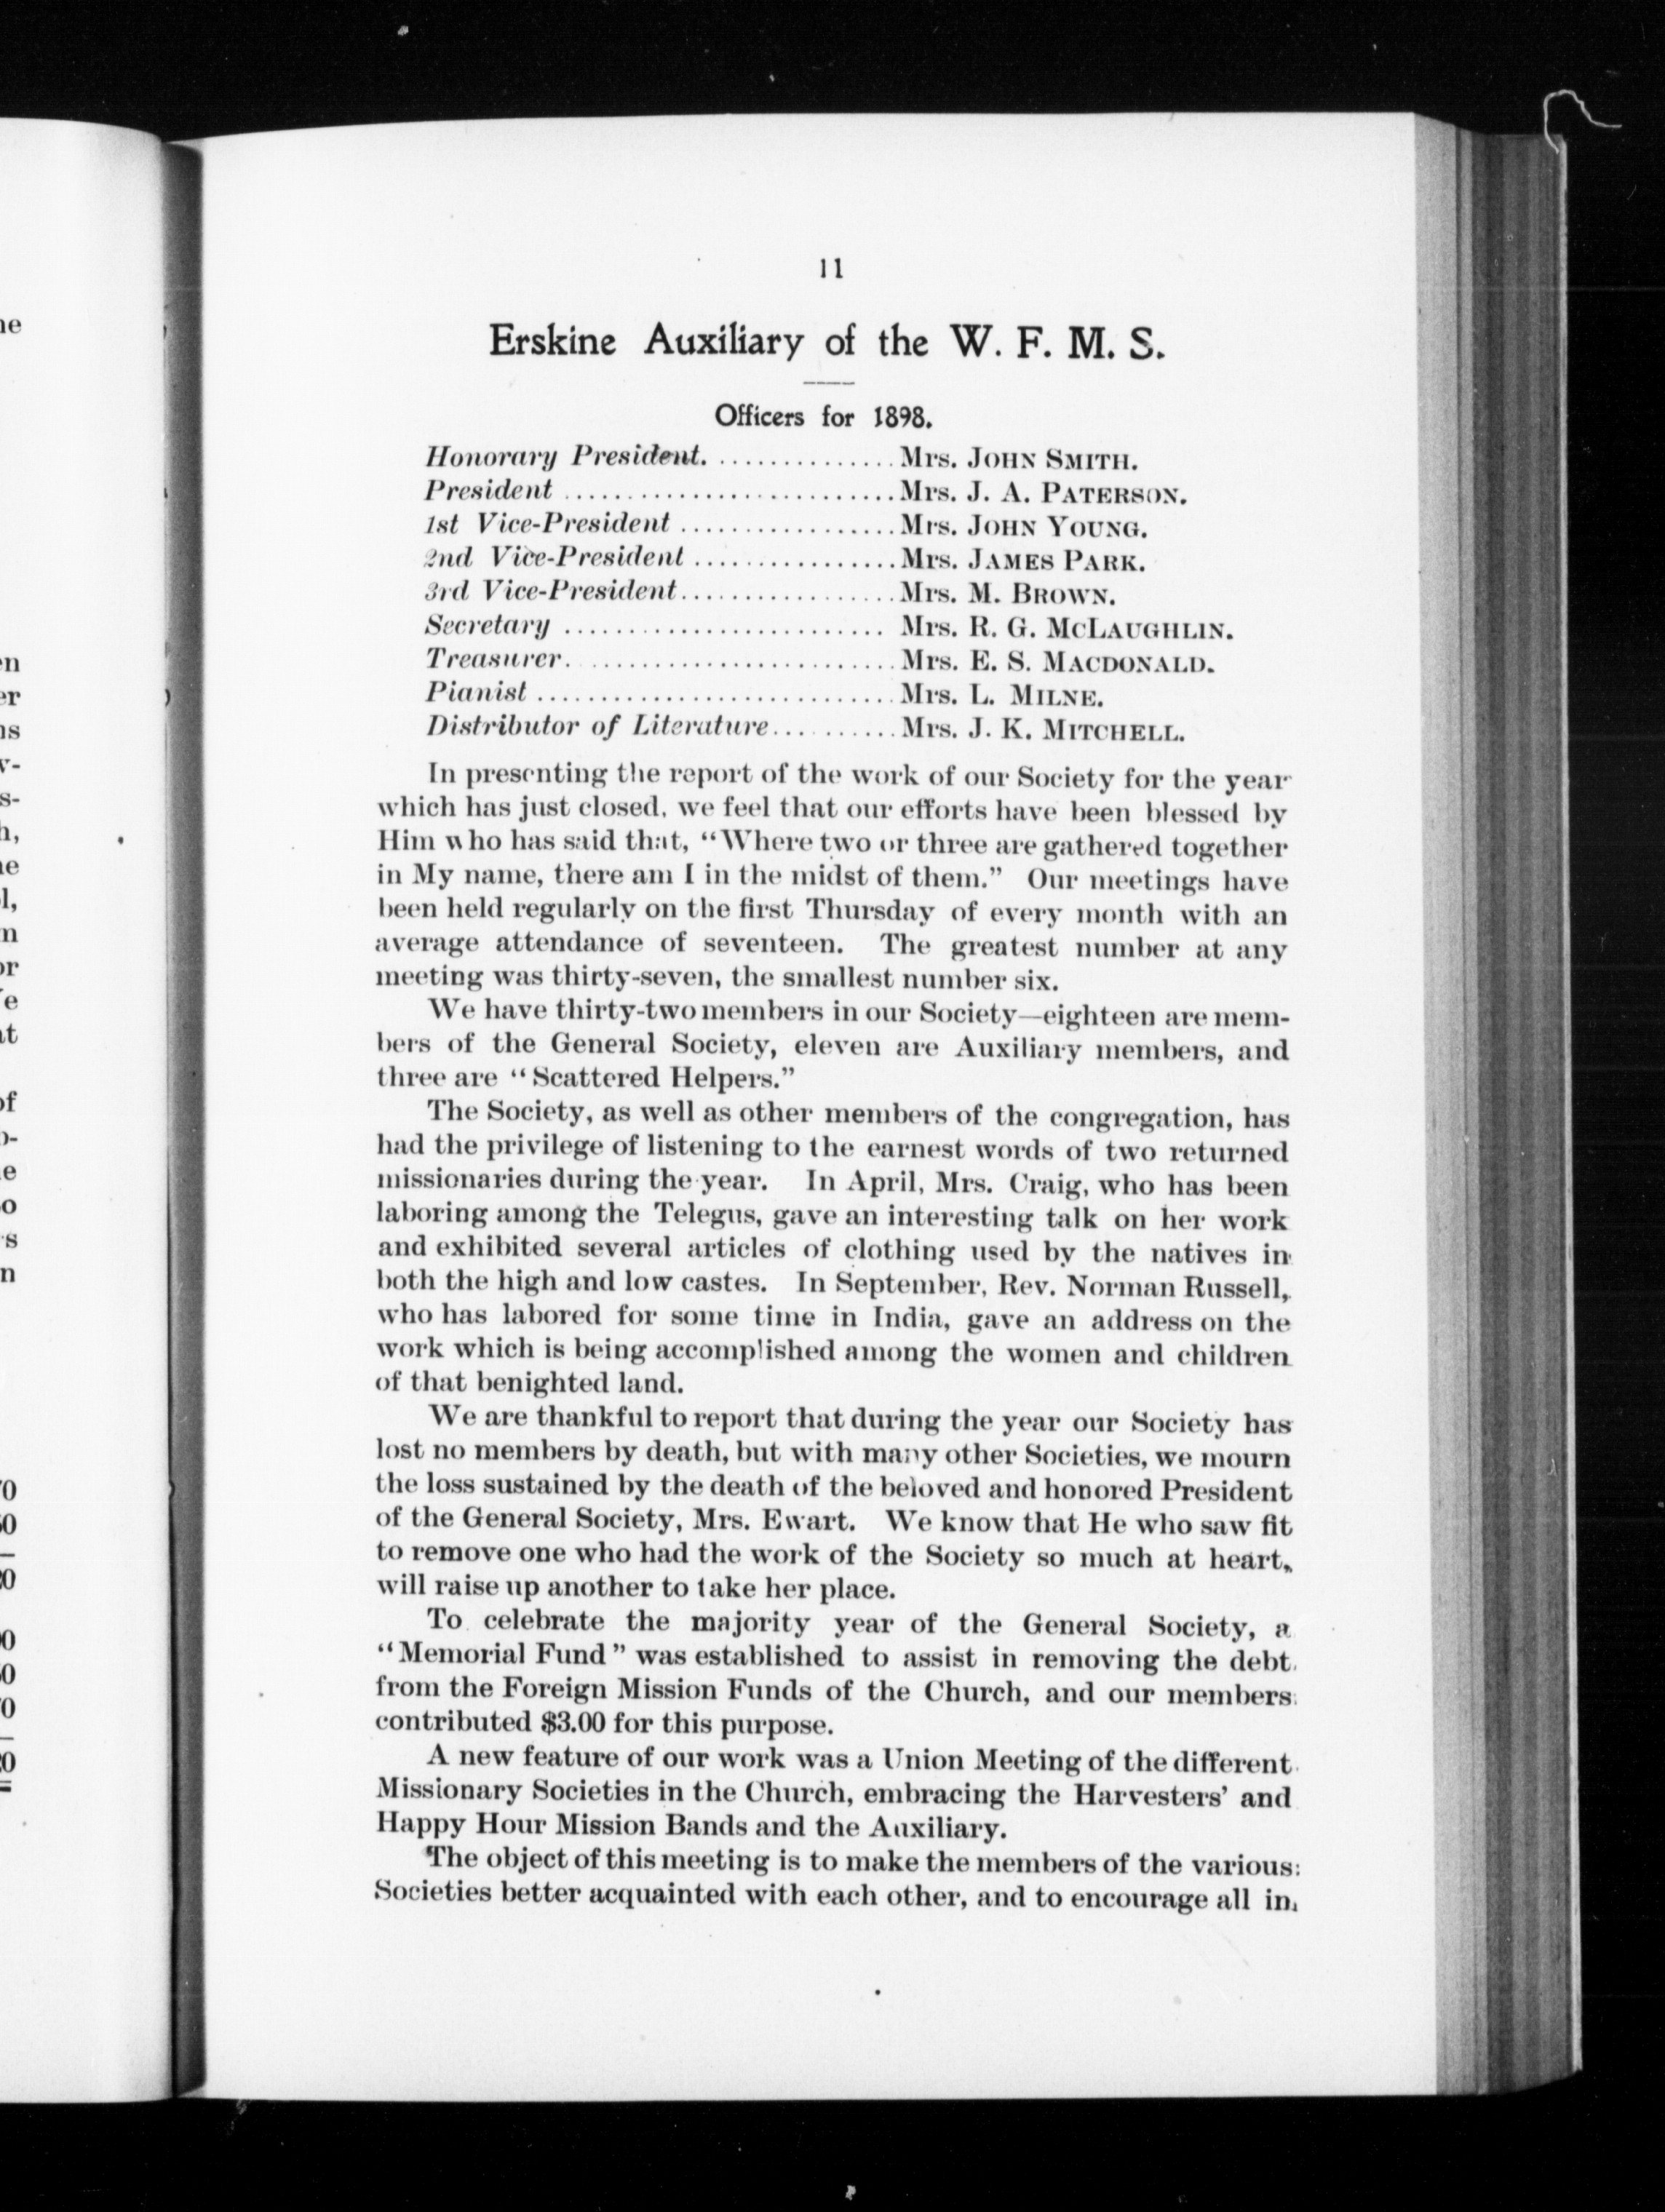 11
Erskine Auxiliary of the W. F. M. S.
Officers for 1898.
Honorary President. .............. Mrs. JOHN SMITH.
President .......................... Mrs. J. A. PATERSON.
1st Vice-President ................. Mrs. JOHN YOUNG.
2nd Vice-President ................ Mrs. JAMES PARK.
3rd Vice-President................. Mrs. M. BROWN.
Secretary ......................... Mrs. R. G. MCLAUGHLIN.
Treasurer. ......................... Mrs. E. S. MACDONALD.
Pianist ............................ Mrs. L. MILNE.
Distributor of Literature.......... Mrs. J. K. MITCHELL.
In presenting the report of the work of our Society for the year
which has just closed, we feel that our efforts have been blessed by
Him who has said that, “Where two or three are gathered together
in My name, there am I in the midst of them.” Our meetings have
been held regularly on the first Thursday of every month with an
average attendance of seventeen. The greatest number at any
meeting was thirty-seven, the smallest number six.
We have thirty-two members in our Society—eighteen are mem-
bers of the General Society, eleven are Auxiliary members, and
three are “Scattered Helpers.”
The Society, as well as other members of the congregation, has
had the privilege of listening to the earnest words of two returned
missionaries during the year. In April, Mrs. Craig, who has been
laboring among the Telegus, gave an interesting talk on her work
and exhibited several articles of clothing used by the natives in
both the high and low castes. In September, Rev. Norman Russell,
who has labored for some time in India, gave an address on the
work which is being accomplished among the women and children
of that benighted land.
We are thankful to report that during the year our Society has
lost no members by death, but with many other Societies, we mourn
the loss sustained by the death of the beloved and honored President
of the General Society, Mrs. Ewart. We know that He who saw fit
to remove one who had the work of the Society so much at heart,
will raise up another to take her place.
To celebrate the majority year of the General Society, a
“Memorial Fund” was established to assist in removing the debt
from the Foreign Mission Funds of the Church, and our members
contributed $3.00 for this purpose.
A new feature of our work was a Union Meeting of the different
Missionary Societies in the Church, embracing the Harvesters’ and
Happy Hour Mission Bands and the Auxiliary.
The object of this meeting is to make the members of the various
Societies better acquainted with each other, and to encourage all in